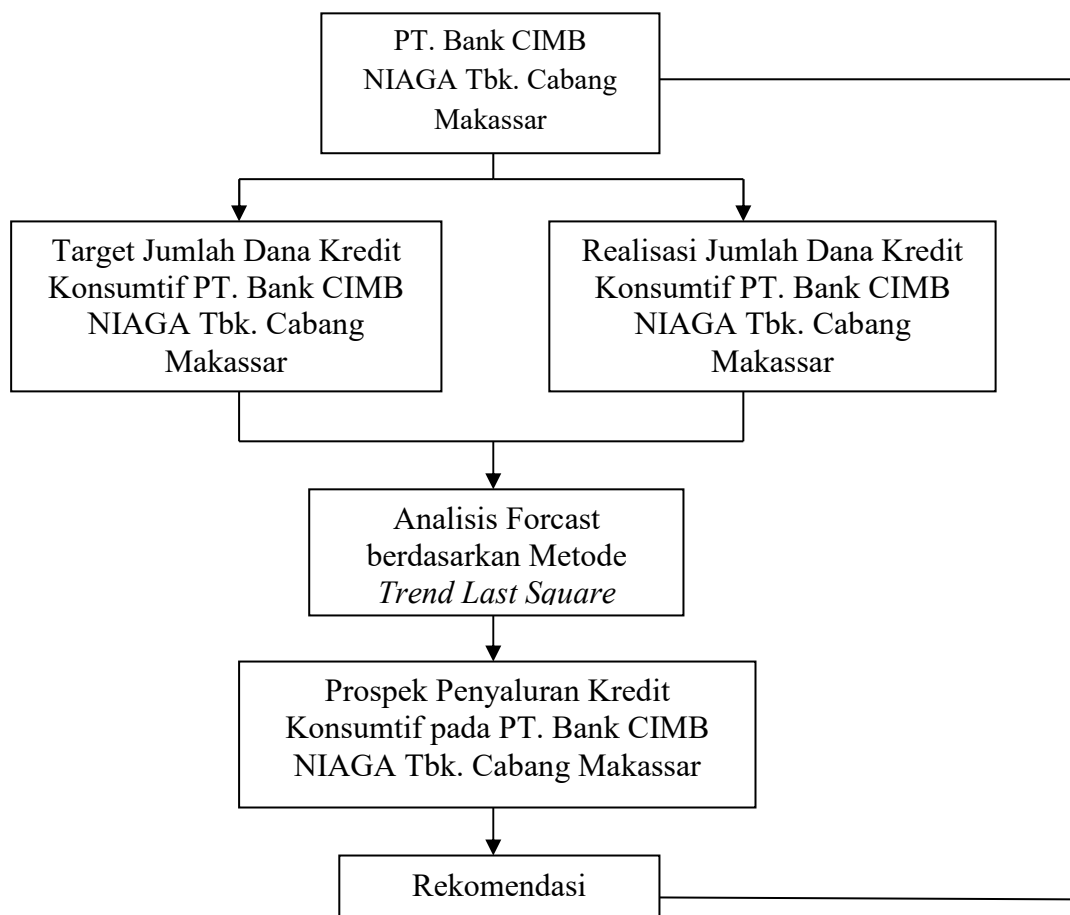 PT. Bank CIMB
NIAGA Tbk. Cabang
Makassar
Target Jumlah Dana Kredit
Konsumtif PT. Bank CIMB
NIAGA Tbk. Cabang
Makassar
Realisasi Jumlah Dana Kredit
Konsumtif PT. Bank CIMB
NIAGA Tbk. Cabang
Makassar
Analisis Forcast
berdasarkan Metode
Trend Last Square
Prospek Penyaluran Kredit
Konsumtif pada PT. Bank CIMB
NIAGA Tbk. Cabang Makassar
Rekomendasi